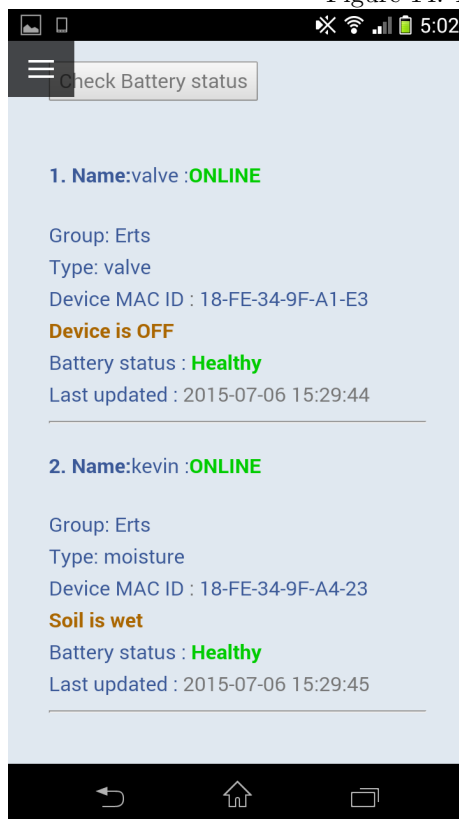 5:02
Check Battery status
1. Name:valve :ONLINE
Group: Erts
Type: valve
Device MAC ID : 18-FE-34-9F-A1-E3
Device is OFF
Battery status : Healthy
Last updated : 2015-07-06 15:29:44
2. Name:kevin :ONLINE
Group: Erts
Type: moisture
Device MAC ID : 18-FE-34-9F-A4-23
Soil is wet
Battery status : Healthy
Last updated : 2015-07-06 15:29:45